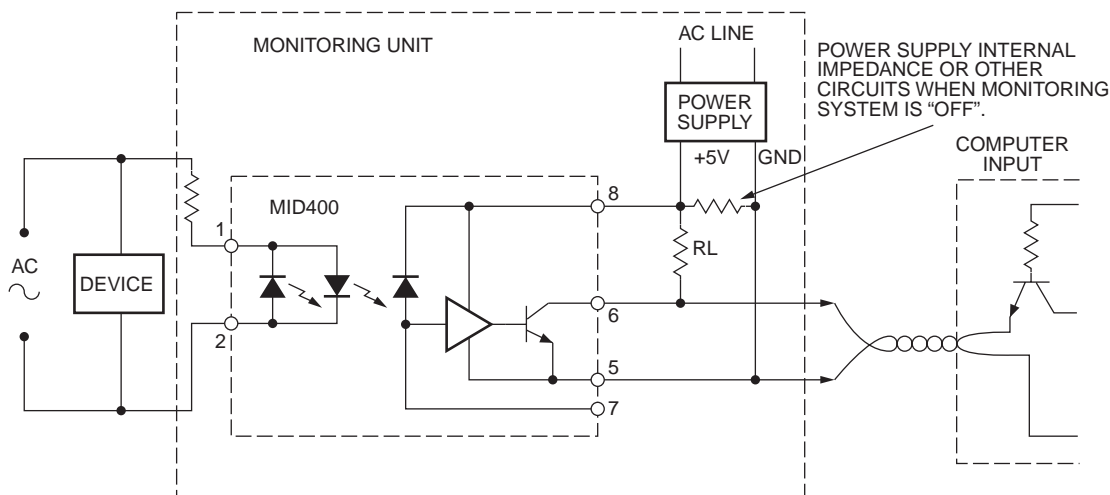 MONITORING UNIT
AC LINE
POWER SUPPLY INTERNAL
IMPEDANCE OR OTHER
CIRCUITS WHEN MONITORING
SYSTEM IS “OFF”.
POWER
SUPPLY
+5V GND
COMPUTER
INPUT
MID400
8
1
RL
AC
DEVICE
6
2
5
7